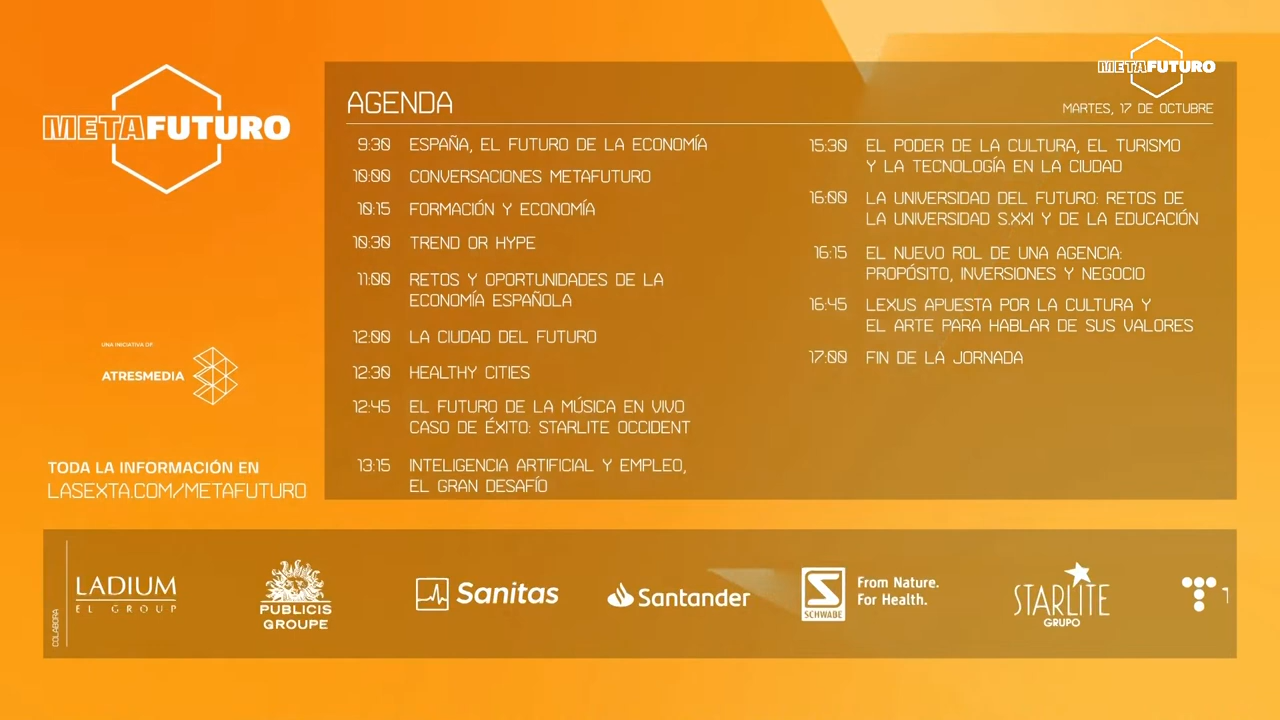 METAFUTURO
UNA INICIATIVA DE
ATRESMEDIA
TODA LA INFORMACIÓN EN
LASEXTA.COM/METAFUTURO
METAFUTURO
AGENDA
MARTES, 17 DE OCTUBRE
9:30 ESPAÑA, EL FUTURO DE LA ECONOMÍA
10:00 CONVERSACIONES METAFUTURO
10:15 FORMACIÓN Y ECONOMÍA
10:30 TREND OR HYPE
11:00 RETOS Y OPORTUNIDADES DE LA
ECONOMÍA ESPAÑOLA
12:00 LA CIUDAD DEL FUTURO
12:30 HEALTHY CITIES
12:45 EL FUTURO DE LA MÚSICA EN VIVO
CASO DE ÉXITO: STARLITE OCCIDENT
13:15 INTELIGENCIA ARTIFICIAL Y EMPLEO,
EL GRAN DESAFÍO
15:30 EL PODER DE LA CULTURA, EL TURISMO
Y LA TECNOLOGÍA EN LA CIUDAD
16:00 LA UNIVERSIDAD DEL FUTURO: RETOS DE
LA UNIVERSIDAD S.XXI Y DE LA EDUCACIÓN
16:15 EL NUEVO ROL DE UNA AGENCIA:
PROPÓSITO, INVERSIONES Y NEGOCIO
16:45 LEXUS APUESTA POR LA CULTURA Y
EL ARTE PARA HABLAR DE SUS VALORES
17:00 FIN DE LA JORNADA
COLABORA
LADIUM
EL GROUP
PUBLICIS
GROUPE
Sanitas
Santander
SCHWABE
From Nature.
For Health.
STARLITE
GRUPO